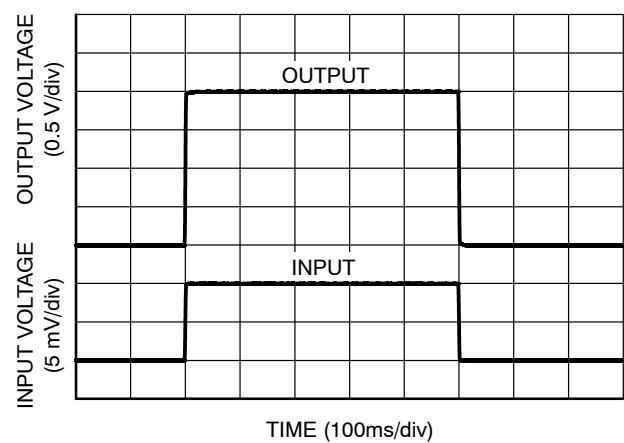 OUTPUT VOLTAGE
(0.5 V/div)
OUTPUT
INPUT VOLTAGE
(5 mV/div)
INPUT
TIME (100ms/div)